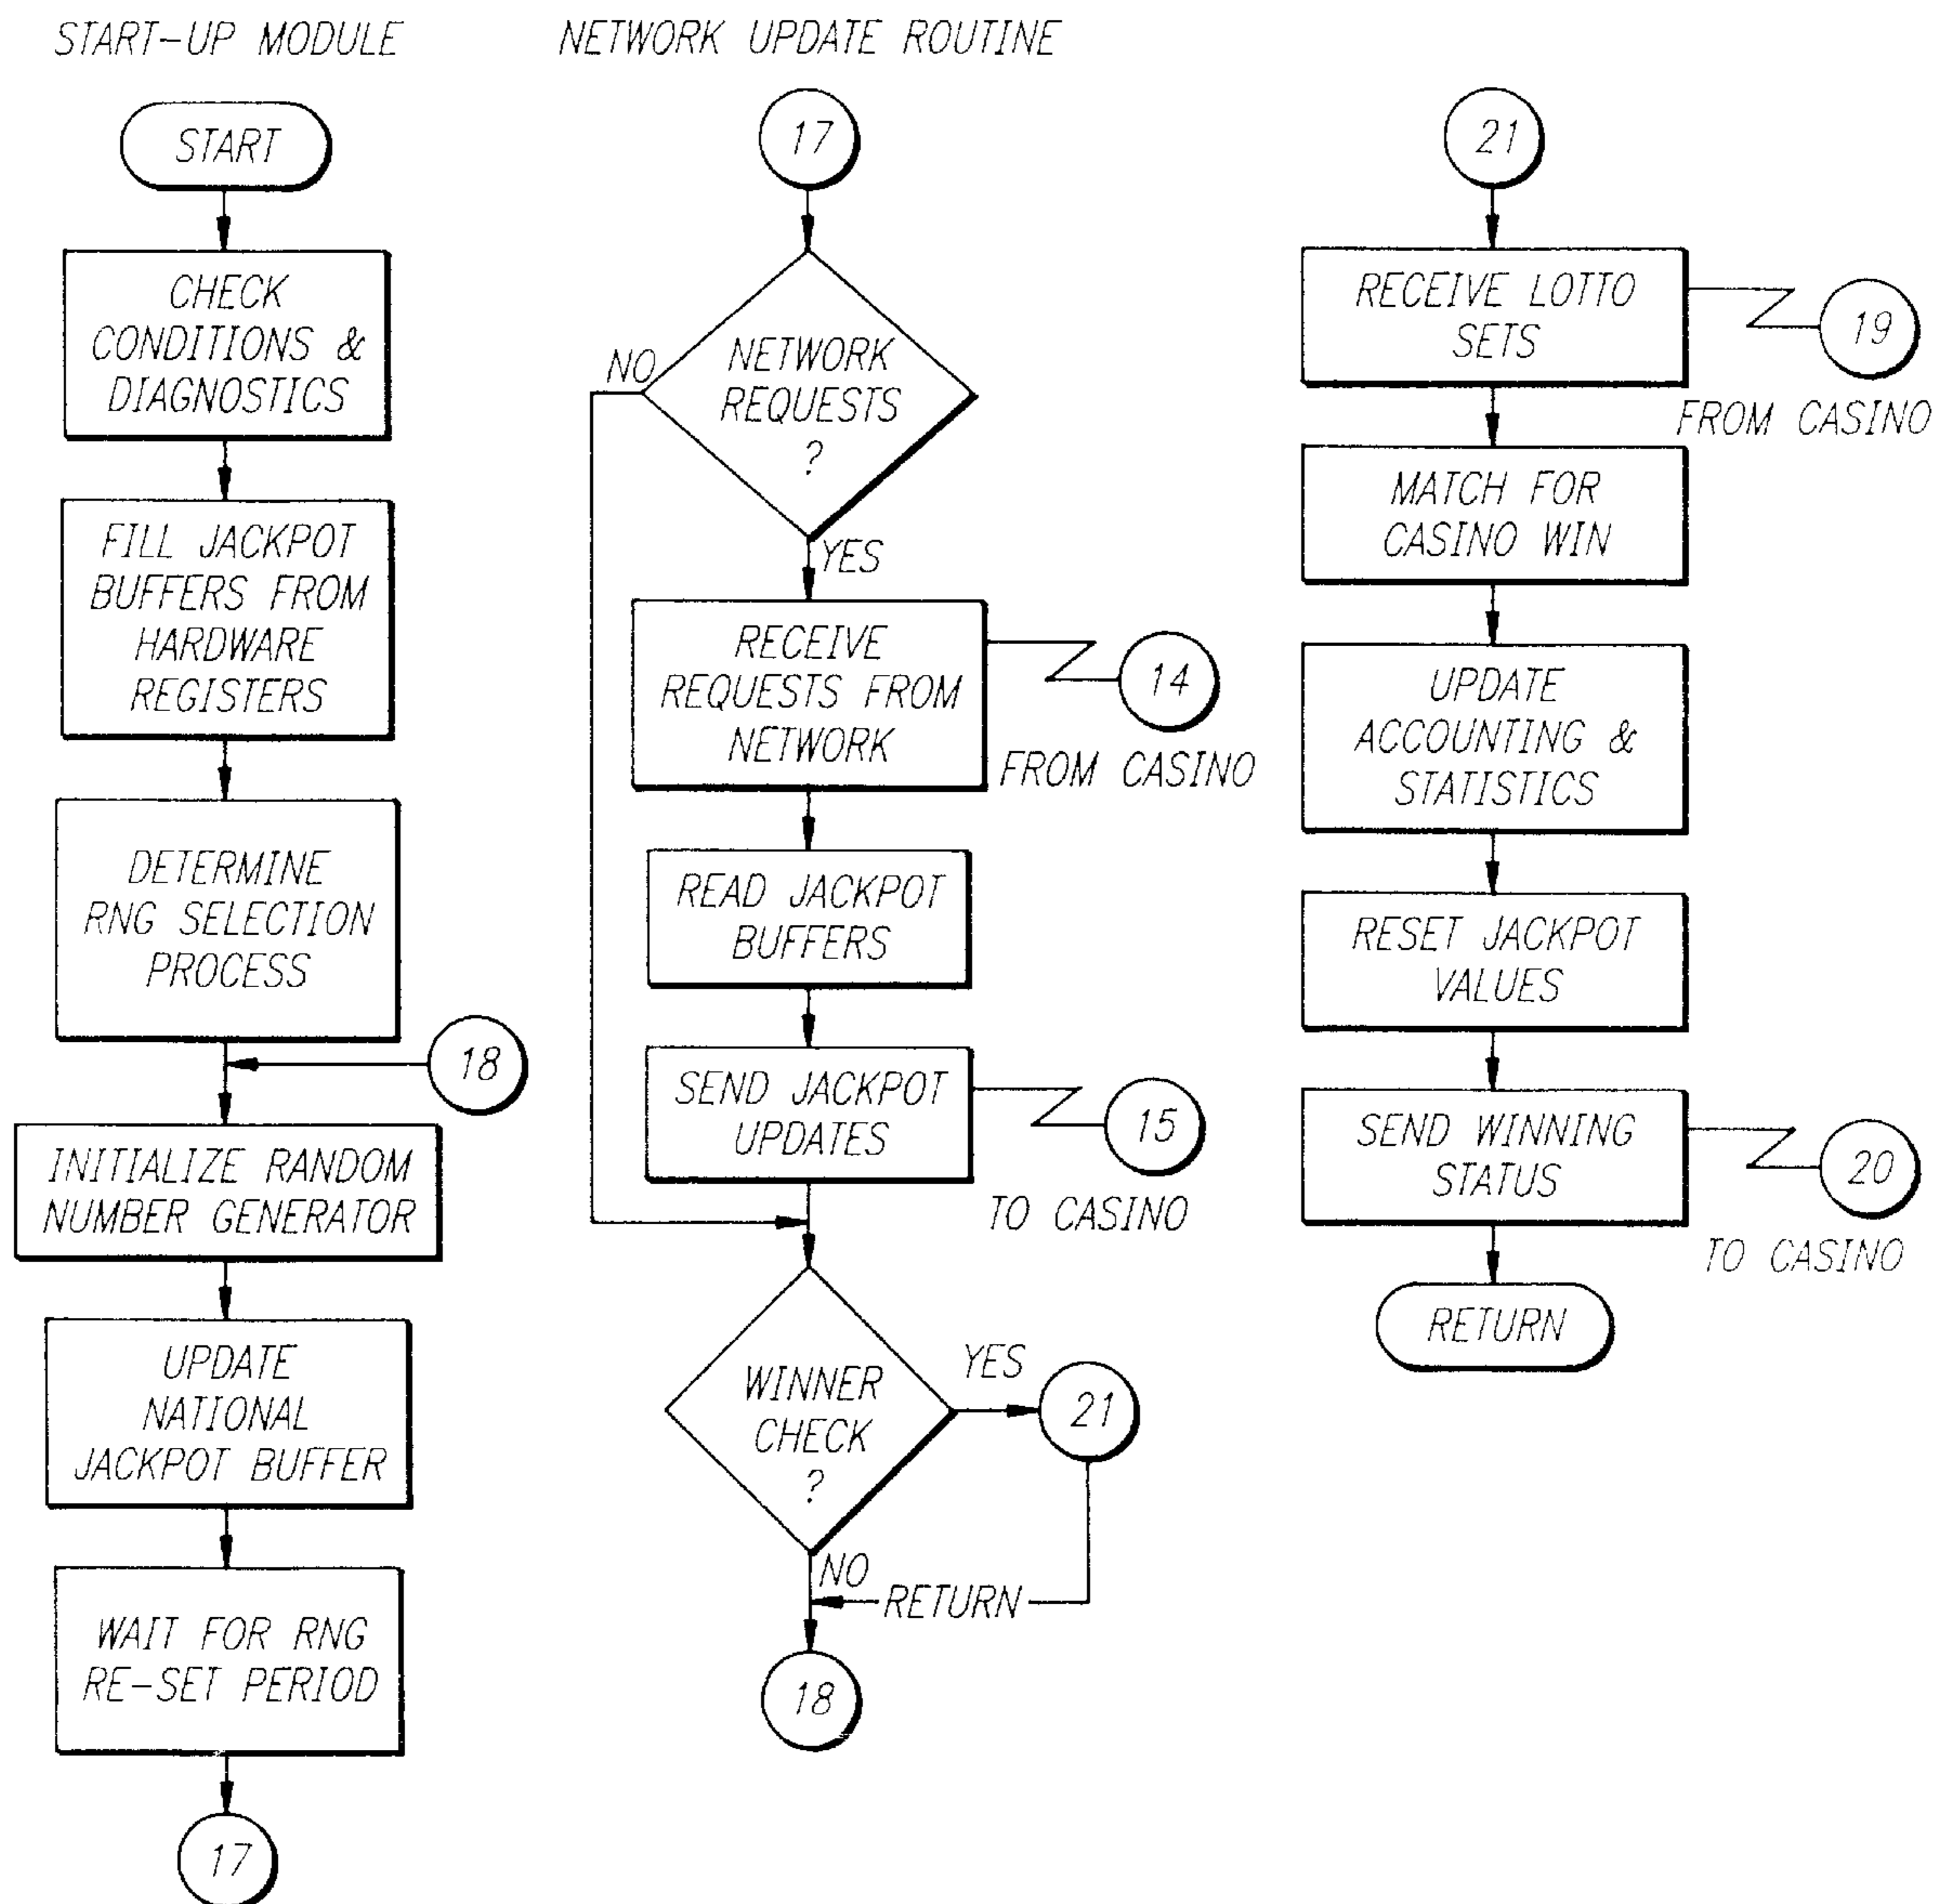 START-UP MODULE
START
CHECK
CONDITIONS &
DIAGNOSTICS
FILL JACKPOT
BUFFERS FROM
HARDWARE
REGISTERS
DETERMINE
RNG SELECTION
PROCESS
18
INITIALIZE RANDOM
NUMBER GENERATOR
UPDATE
NATIONAL
JACKPOT BUFFER
WAIT FOR RNG
RE-SET PERIOD
17
NETWORK UPDATE ROUTINE
17
NETWORK
REQUESTS
?
NO
YES
RECEIVE
REQUESTS FROM
NETWORK
14
FROM CASINO
READ JACKPOT
BUFFERS
SEND JACKPOT
UPDATES
15
TO CASINO
WINNER
CHECK
?
YES
21
NO
RETURN
18
21
RECEIVE LOTTO
SETS
19
FROM CASINO
MATCH FOR
CASINO WIN
UPDATE
ACCOUNTING &
STATISTICS
RESET JACKPOT
VALUES
SEND WINNING
STATUS
20
TO CASINO
RETURN